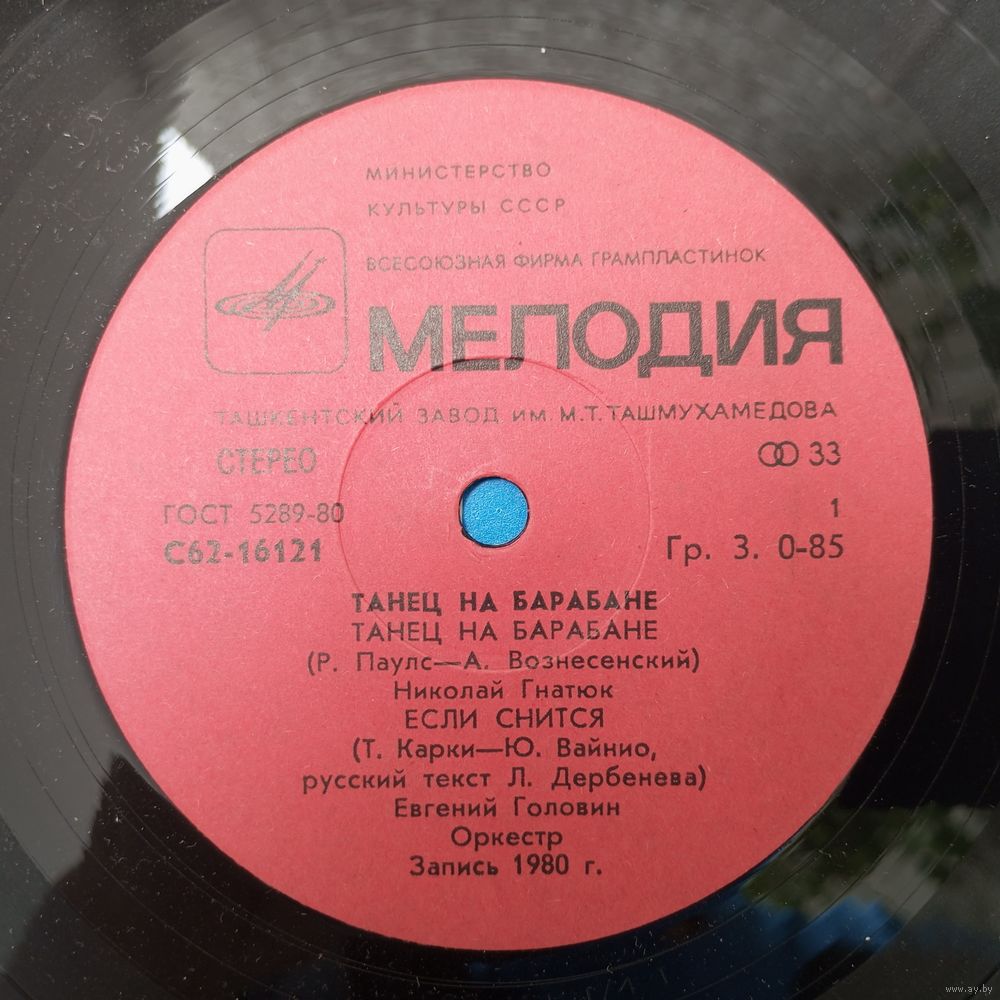 МИНИСТЕРСТВО
КУЛЬТУРЫ СССР
ВСЕСОЮЗНАЯ ФИРМА ГРАМПЛАСТИНОК
МЕЛОДИЯ
ТАШКЕНТСКИЙ ЗАВОД ИМ. М.Т. ТАШМУХАМЕДОВА
СТЕРЕО
33
ГОСТ 5289-80
1
С62-16121
Гр. 3. 0-85
ТАНЕЦ НА БАРАБАНЕ
ТАНЕЦ НА БАРАБАНЕ
(Р. Паулс—А. Вознесенский)
Николай Гнатюк
ЕСЛИ СНИТСЯ
(Т. Карки—Ю. Вайнио,
русский текст Л. Дербенева)
Евгений Головин
Оркестр
Запись 1980 г.
www.ay.by